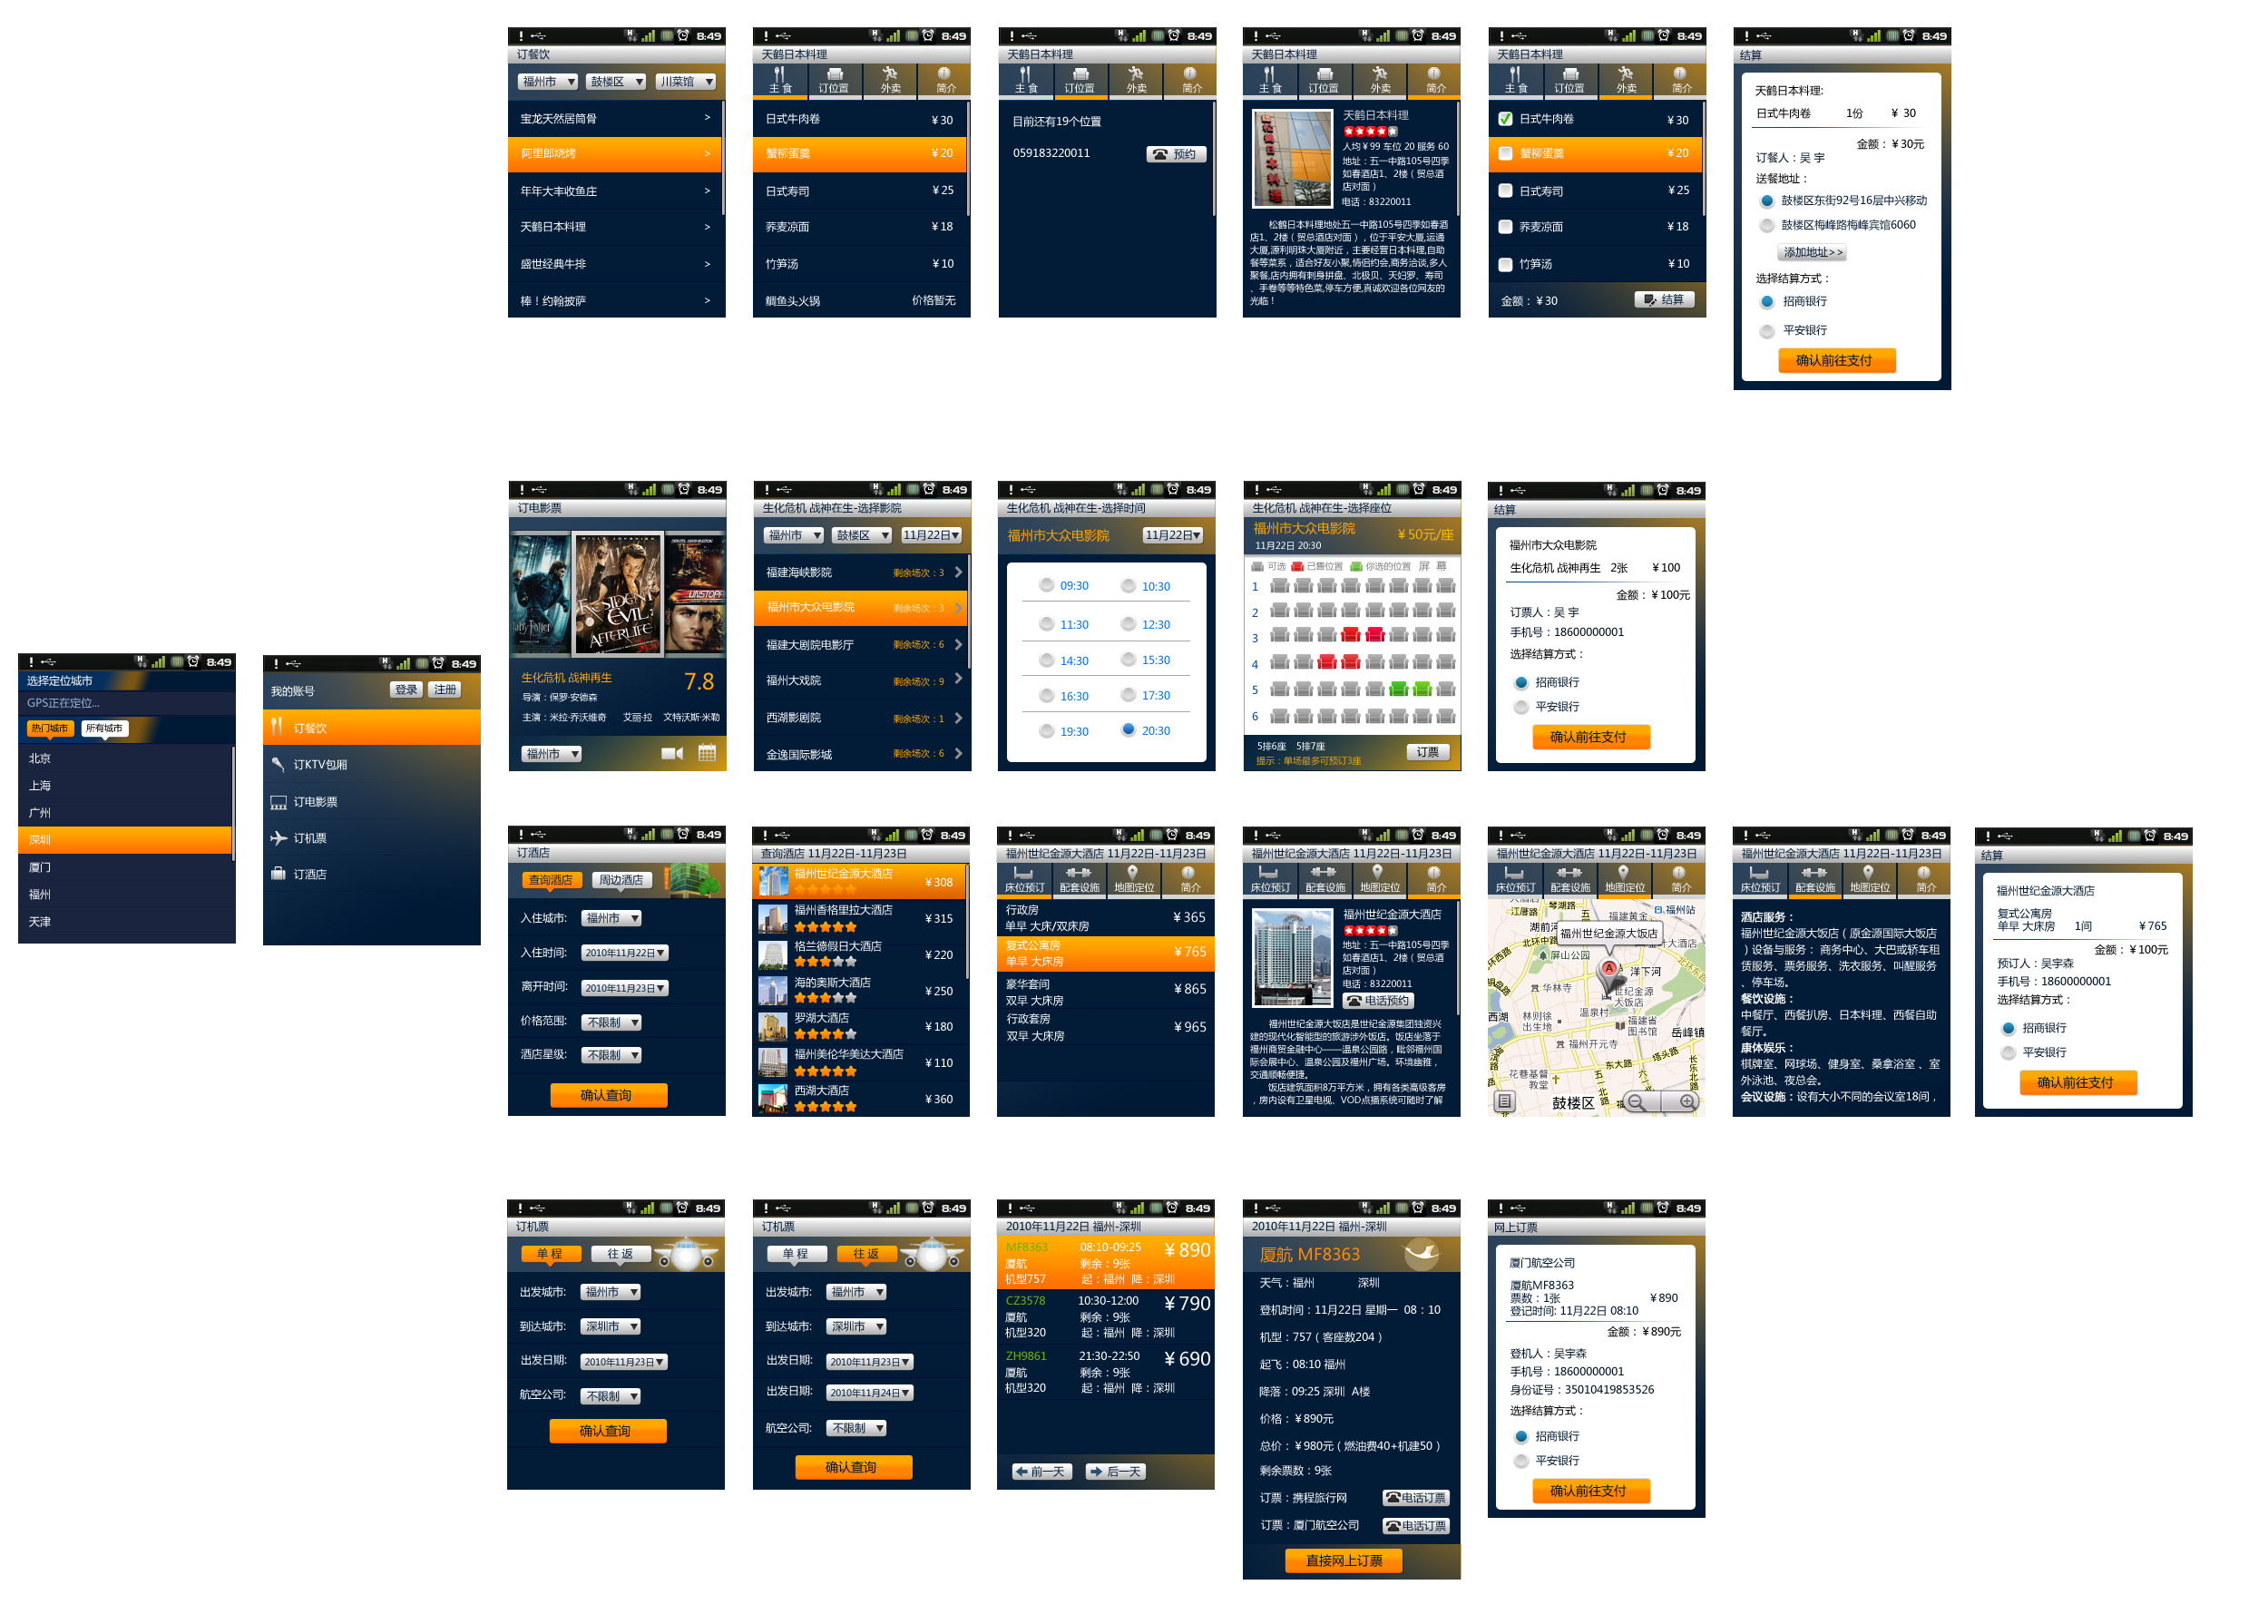 8:49
选择定位城市
GPS正在定位...
热门城市 所有城市
北京
上海
广州
深圳
厦门
福州
天津
8:49
我的账号 登录 注册
订餐饮
订KTV包厢
订电影票
订机票
订酒店
8:49
订餐饮
福州市 鼓楼区 川菜馆
宝龙天然居筒骨 >
阿里郎烧烤 >
年年大丰收鱼庄 >
天鹤日本料理 >
盛世经典牛排 >
棒！约翰披萨 >
8:49
天鹤日本料理
主 食 订位置 外卖 简介
日式牛肉卷 ￥30
蟹柳蛋羹 ￥20
日式寿司 ￥25
荞麦凉面 ￥18
竹笋汤 ￥10
鲷鱼头火锅 价格暂无
8:49
天鹤日本料理
主 食 订位置 外卖 简介
目前还有19个位置
059183220011 预约
8:49
天鹤日本料理
主 食 订位置 外卖 简介
天鹤日本料理
人均￥99 车位 20 服务 60
地址：五一中路105号四季
如春酒店1、2楼（贸总酒
店对面）
电话：83220011
松鹤日本料理地处五一中路105号四季如春酒
店1、2楼（贸总酒店对面），位于平安大厦,运通
大厦,源利明珠大厦附近，主要经营日本料理,自助
餐等菜系，适合好友小聚,情侣约会,商务洽谈,多人
聚餐,店内拥有刺身拼盘、北极贝、天妇罗、寿司
、手卷等等特色菜,停车方便,真诚欢迎各位网友的
光临！
8:49
天鹤日本料理
主 食 订位置 外卖 简介
日式牛肉卷 ￥30
蟹柳蛋羹 ￥20
日式寿司 ￥25
荞麦凉面 ￥18
竹笋汤 ￥10
金额：￥30 结算
8:49
结算
天鹤日本料理:
日式牛肉卷 1份 ￥ 30
金额：￥30元
订餐人：吴 宇
送餐地址：
鼓楼区东街92号16层中兴移动
鼓楼区梅峰路梅峰宾馆6060
添加地址>>
选择结算方式：
招商银行
平安银行
确认前往支付
8:49
订电影票
RESIDENT
EVIL
AFTERLIFE
生化危机 战神再生 7.8
导演：保罗·安德森
主演：米拉·乔沃维奇 艾丽·拉 文特沃斯·米勒
福州市
8:49
生化危机 战神在生-选择影院
福州市 鼓楼区 11月22日
福建海峡影院 剩余场次：3
福州市大众电影院 剩余场次：3
福建大剧院电影厅 剩余场次：6
福州大戏院 剩余场次：9
西湖影剧院 剩余场次：1
金逸国际影城 剩余场次：6
8:49
生化危机 战神在生-选择时间
福州市大众电影院 11月22日
09:30 10:30
11:30 12:30
14:30 15:30
16:30 17:30
19:30 20:30
8:49
生化危机 战神在生-选择座位
福州市大众电影院 ￥50元/座
11月22日 20:30
可选 已售位置 你选的位置 屏 幕
1
2
3
4
5
6
5排6座 5排7座
提示：单场最多可预订3座
订票
8:49
结算
福州市大众电影院
生化危机 战神再生 2张 ￥100
金额：￥100元
订票人：吴 宇
手机号：18600000001
选择结算方式：
招商银行
平安银行
确认前往支付
8:49
订酒店
查询酒店 周边酒店
入住城市: 福州市
入住时间: 2010年11月22日
离开时间: 2010年11月23日
价格范围: 不限制
酒店星级: 不限制
确认查询
8:49
查询酒店 11月22日-11月23日
福州世纪金源大酒店 ￥308
福州香格里拉大酒店 ￥315
格兰德假日大酒店 ￥220
海的奥斯大酒店 ￥250
罗湖大酒店 ￥180
福州美伦华美达大酒店 ￥110
西湖大酒店 ￥360
8:49
福州世纪金源大酒店 11月22日-11月23日
床位预订 配套设施 地图定位 简介
行政房
单早 大床/双床房 ￥365
复式公寓房
单早 大床房 ￥765
豪华套间
双早 大床房 ￥865
行政套房
双早 大床房 ￥965
8:49
福州世纪金源大酒店 11月22日-11月23日
床位预订 配套设施 地图定位 简介
福州世纪金源大酒店
地址：五一中路105号四季
如春酒店1、2楼（贸总酒
店对面）
电话：83220011
电话预约
福州世纪金源大饭店是世纪金源集团独资兴
建的现代化智能型的旅游涉外饭店。饭店坐落于
福州商贸金融中心——温泉公园路，毗邻福州国
际会展中心、温泉公园及福州广场。环境幽雅，
交通顺畅便捷。
饭店建筑面积8万平方米，拥有各类高级客房
，房内设有卫星电视、VOD点播系统可随时了解
8:49
福州世纪金源大酒店 11月22日-11月23日
床位预订 配套设施 地图定位 简介
江厝路 琴湖路 福州站
福建黄金
湖前
福州世纪金源大饭店
大酒店
北环中路
屏山公园
洋下河
华林寺
世纪金源
大饭店
西湖 林则徐
出生地 温泉村 福建省
图书馆 岳峰镇
福州开元寺
东大路 塔头路
花巷基督
教堂
长乐北路
鼓楼区
8:49
福州世纪金源大酒店 11月22日-11月23日
床位预订 配套设施 地图定位 简介
酒店服务：
福州世纪金源大酒店（原金源国际大饭店
）设备与服务： 商务中心、大巴或轿车租
赁服务、票务服务、洗衣服务、叫醒服务
、停车场。
餐饮设施：
中餐厅、西餐扒房、日本料理、西餐自助
餐厅。
康体娱乐：
棋牌室、网球场、健身室、桑拿浴室 、室
外泳池、夜总会。
会议设施：设有大小不同的会议室18间，
8:49
结算
福州世纪金源大酒店
复式公寓房
单早 大床房 1间 ￥765
金额：￥100元
预订人：吴宇森
手机号：18600000001
选择结算方式：
招商银行
平安银行
确认前往支付
8:49
订机票
单 程 往 返
出发城市: 福州市
到达城市: 深圳市
出发日期: 2010年11月23日
航空公司: 不限制
确认查询
8:49
订机票
单 程 往 返
出发城市: 福州市
到达城市: 深圳市
出发日期: 2010年11月23日
出发日期: 2010年11月24日
航空公司: 不限制
确认查询
8:49
2010年11月22日 福州-深圳
MF8363 08:10-09:25 ￥890
厦航 剩余：9张
机型757 起：福州 降：深圳
CZ3578 10:30-12:00 ￥790
厦航 剩余：9张
机型320 起：福州 降：深圳
ZH9861 21:30-22:50 ￥690
厦航 剩余：9张
机型320 起：福州 降：深圳
前一天 后一天
8:49
2010年11月22日 福州-深圳
厦航 MF8363
天气：福州 深圳
登机时间：11月22日 星期一 08：10
机型：757（客座数204）
起飞：08:10 福州
降落：09:25 深圳 A楼
价格：￥890元
总价：￥980元（燃油费40+机建50）
剩余票数：9张
订票：携程旅行网 电话订票
订票：厦门航空公司 电话订票
直接网上订票
8:49
网上订票
厦门航空公司
厦航MF8363
票数：1张 ￥890
登记时间: 11月22日 08:10
金额：￥890元
登机人：吴宇森
手机号：18600000001
身份证号：35010419853526
选择结算方式：
招商银行
平安银行
确认前往支付